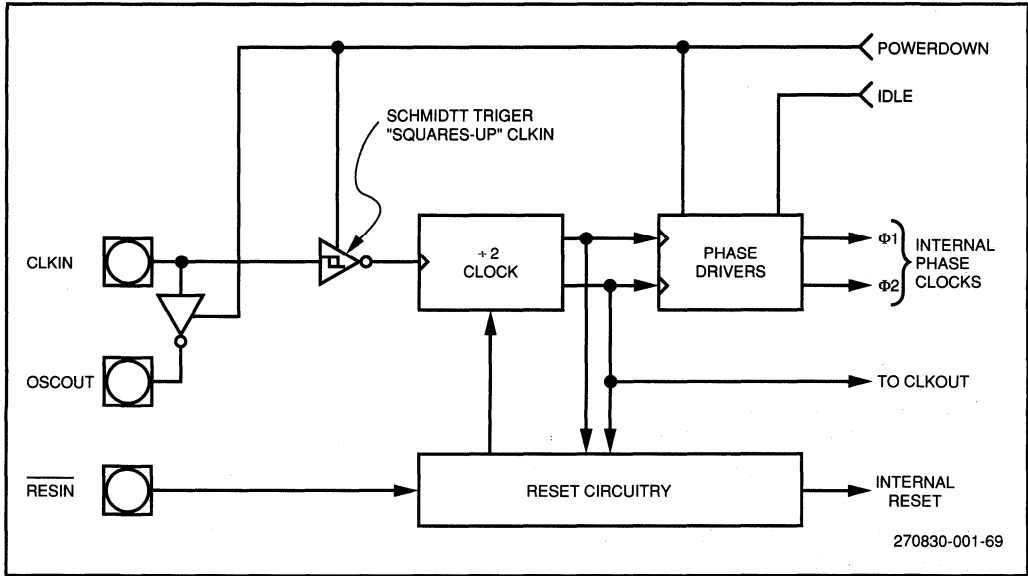 POWERDOWN
IDLE
SCHMIDTT TRIGER
"SQUARES-UP" CLKIN
CLKIN
÷ 2
CLOCK
PHASE
DRIVERS
Φ1
Φ2
INTERNAL
PHASE
CLOCKS
OSCOUT
TO CLKOUT
RESIN
RESET CIRCUITRY
INTERNAL
RESET
270830-001-69